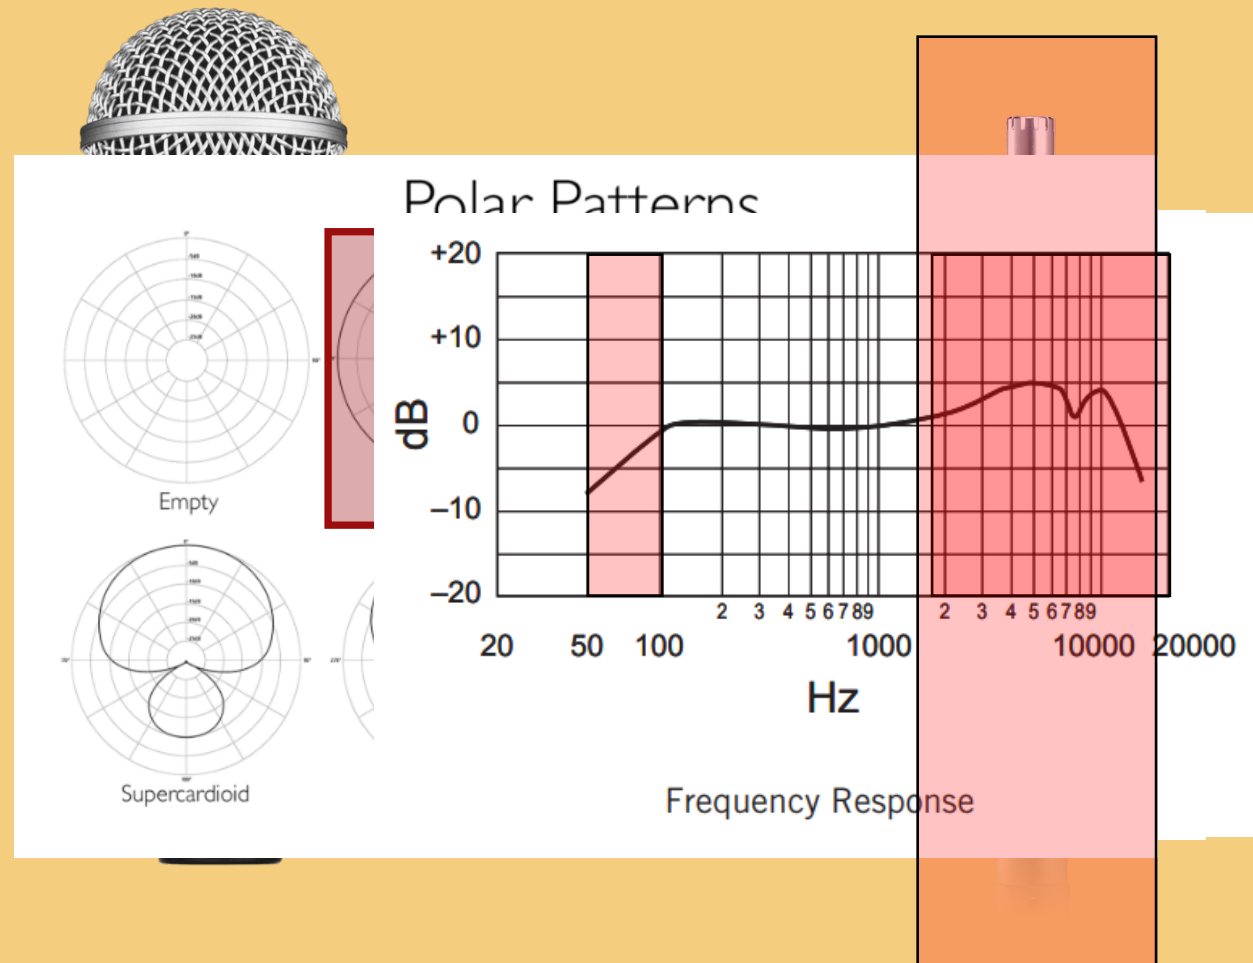 Polar Patterns
+20
+10
dB
0
–10
–20
2 3 4 5 6 7 8 9 2 3 4 5 6 7 8 9
20 50 100 1000 10000 20000
Hz
Frequency Response
Empty
Supercardioid